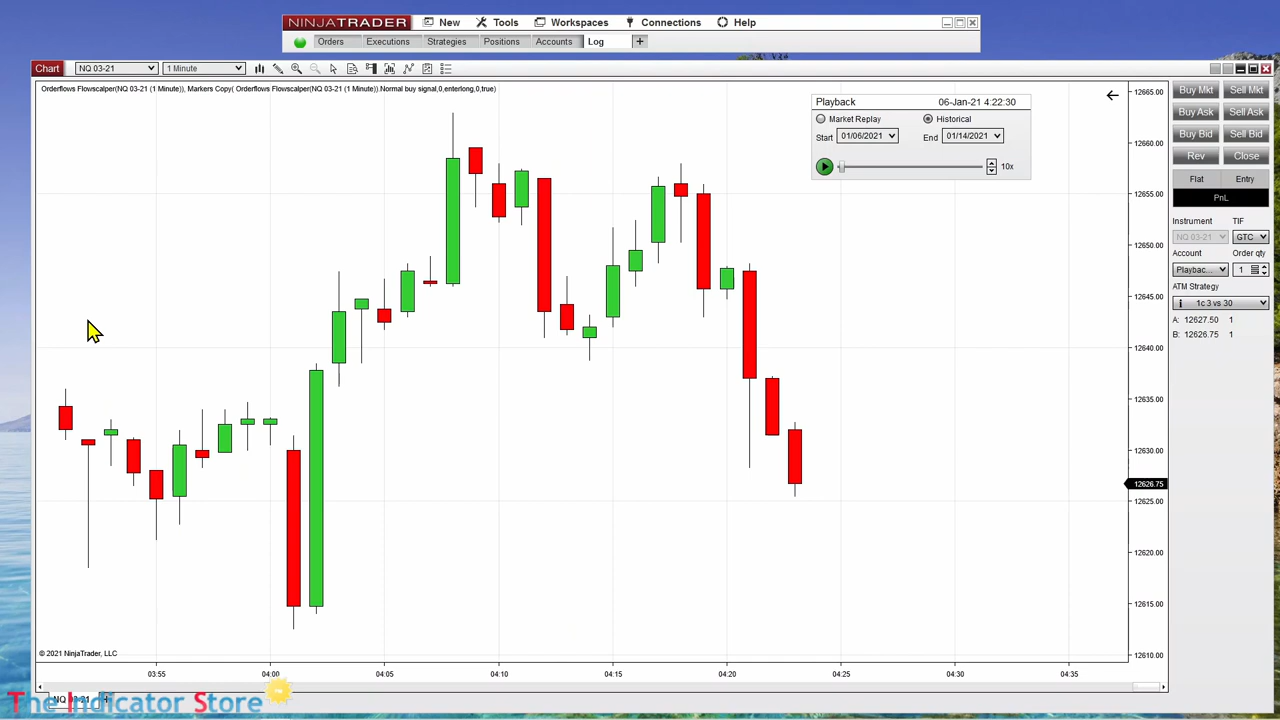 NINJATRADER New Tools Workspaces Connections Help
Orders Executions Strategies Positions Accounts Log +
Chart NQ 03-21 1 Minute
Orderflows Flowscalper(NQ 03-21 (1 Minute)), Markers Copy( Orderflows Flowscalper(NQ 03-21 (1 Minute)).Normal buy signal,0,enterlong,0,true)
Playback 06-Jan-21 4:22:30
Market Replay Historical
Start 01/06/2021 End 01/14/2021
10x
Buy Mkt Sell Mkt
Buy Ask Sell Ask
Buy Bid Sell Bid
Rev Close
Flat Entry
PnL
Instrument TIF
NQ 03-21 GTC
Account Order qty
Playbac... 1
ATM Strategy
1c 3 vs 30
A: 12627.50 1
B: 12626.75 1
12665.00
12660.00
12655.00
12650.00
12645.00
12640.00
12635.00
12630.00
12626.75
12625.00
12620.00
12615.00
12610.00
© 2021 NinjaTrader, LLC
03:55 04:00 04:05 04:10 04:15 04:20 04:25 04:30 04:35
NQ 03-21
The Indicator Store